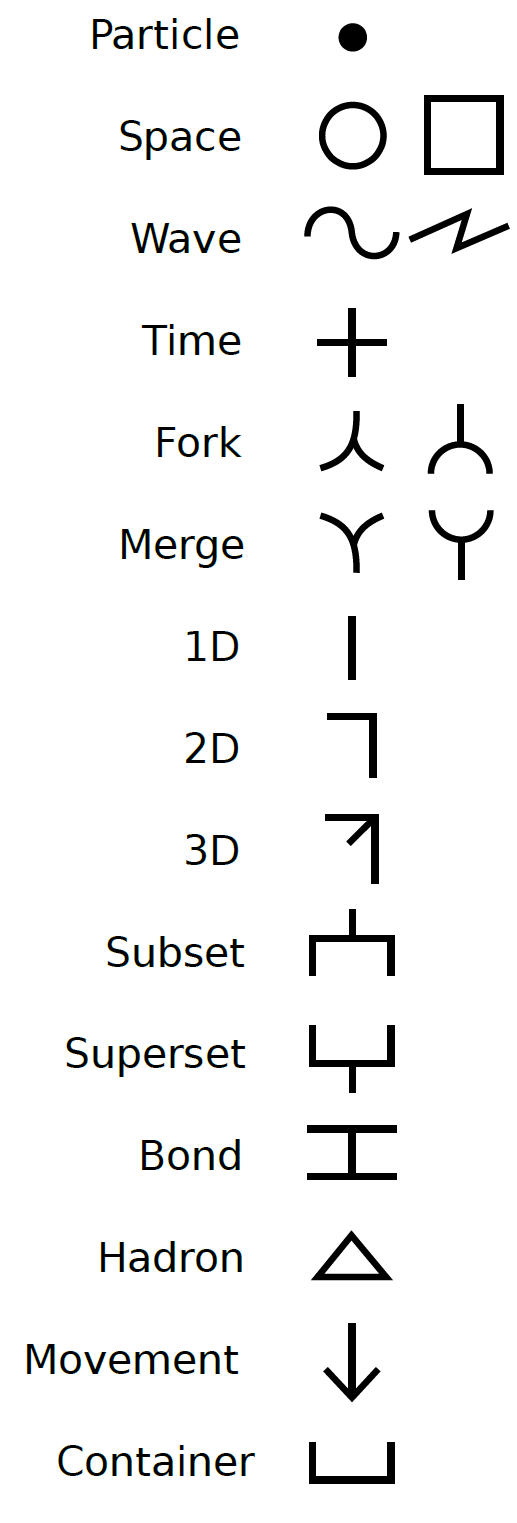 Particle
Space
Wave
Time
Fork
Merge
1D
2D
3D
Subset
Superset
Bond
Hadron
Movement
Container